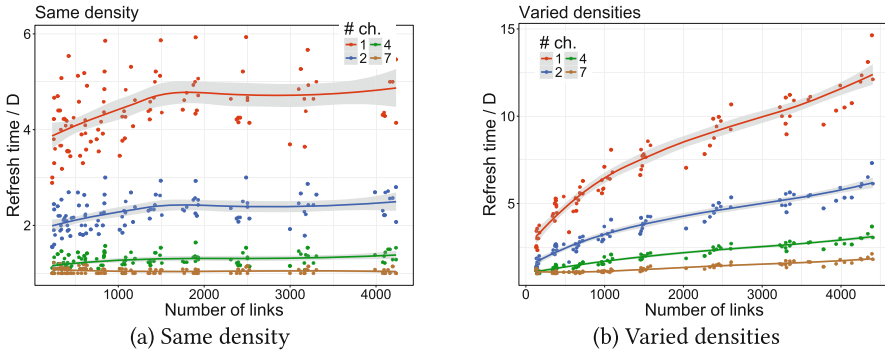 Same density
# ch.
1 4
2 7
Refresh time / D
6
4
2
1000 2000 3000 4000
Number of links
(a) Same density
Varied densities
# ch.
1 4
2 7
Refresh time / D
15
10
5
0 1000 2000 3000 4000
Number of links
(b) Varied densities